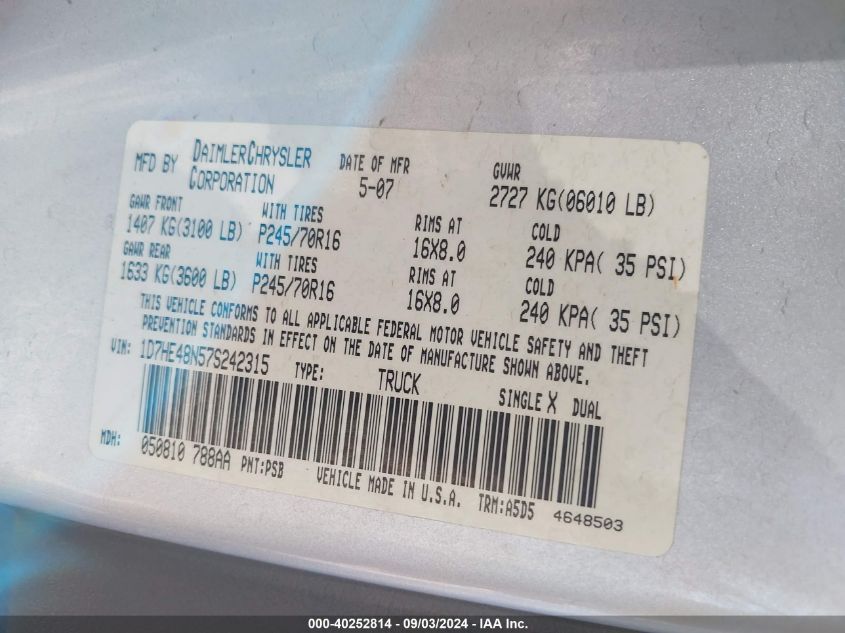 MFD BY DAIMLERCHRYSLER CORPORATION DATE OF MFR 5-07 GVWR 2727 KG(06010 LB)
GAWR FRONT WITH TIRES RIMS AT COLD
1407 KG(3100 LB) P245/70R16 16X8.0 240 KPA( 35 PSI)
GAWR REAR WITH TIRES RIMS AT COLD
1633 KG(3600 LB) P245/70R16 16X8.0 240 KPA( 35 PSI)
THIS VEHICLE CONFORMS TO ALL APPLICABLE FEDERAL MOTOR VEHICLE SAFETY AND THEFT
PREVENTION STANDARDS IN EFFECT ON THE DATE OF MANUFACTURE SHOWN ABOVE.
VIN: 1D7HE48N57S242315 TYPE: TRUCK SINGLE X DUAL
MDH: 050810 788AA PNT:PSB VEHICLE MADE IN U.S.A. TRM:A5D5 4648503
000-40252814 - 09/03/2024 - IAA Inc.